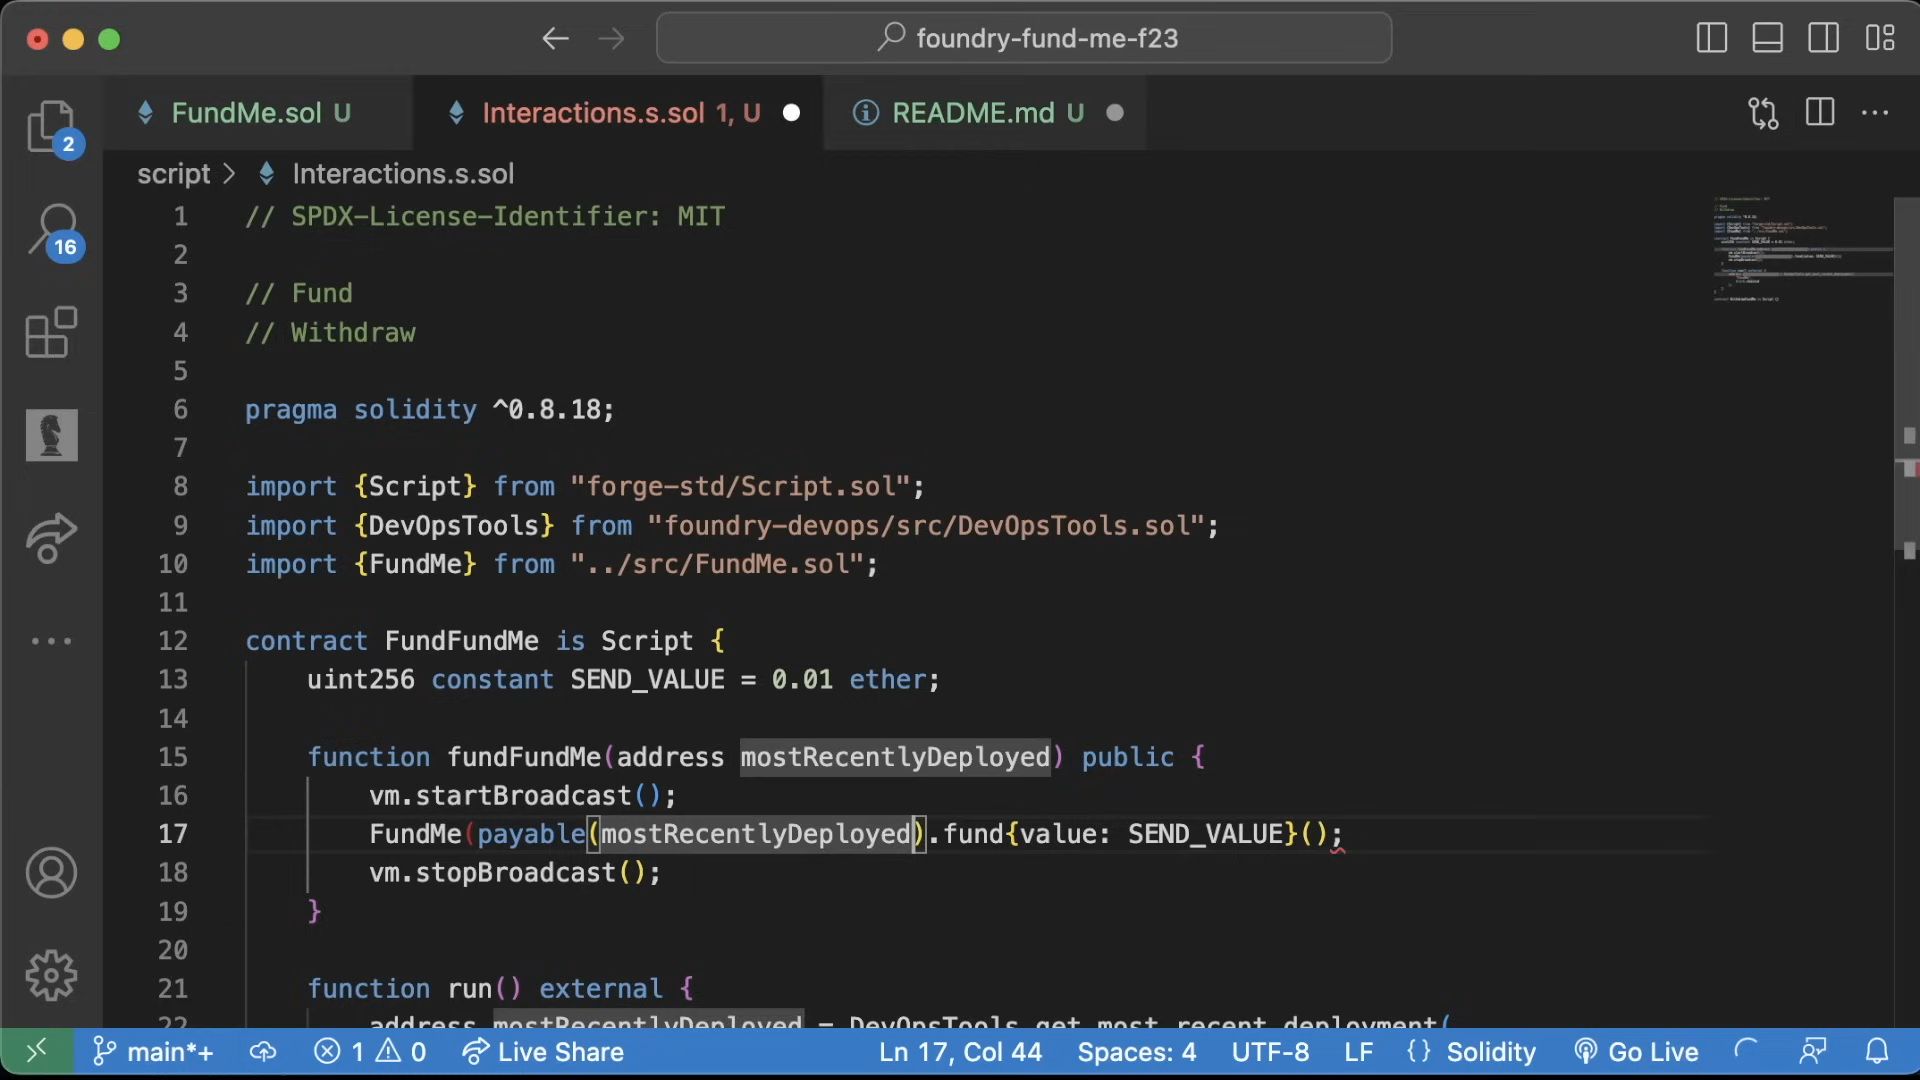 foundry-fund-me-f23
FundMe.sol U
Interactions.s.sol 1, U
README.md U
2
script > Interactions.s.sol
1 // SPDX-License-Identifier: MIT
2
3 // Fund
4 // Withdraw
5
6 pragma solidity ^0.8.18;
7
8 import {Script} from "forge-std/Script.sol";
9 import {DevOpsTools} from "foundry-devops/src/DevOpsTools.sol";
10 import {FundMe} from "../src/FundMe.sol";
11
12 contract FundFundMe is Script {
13 uint256 constant SEND_VALUE = 0.01 ether;
14
15 function fundFundMe(address mostRecentlyDeployed) public {
16 vm.startBroadcast();
17 FundMe(payable(mostRecentlyDeployed).fund{value: SEND_VALUE}();
18 vm.stopBroadcast();
19 }
20
21 function run() external {
22 address mostRecentlyDeployed = DevOpsTools.get_most_recent_deployment(
16
main*+
1 0
Live Share
Ln 17, Col 44
Spaces: 4
UTF-8
LF
{} Solidity
Go Live